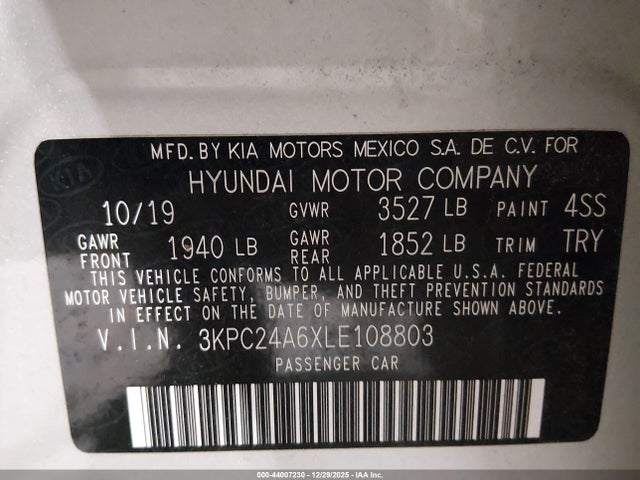 MFD. BY KIA MOTORS MEXICO S.A. DE C.V. FOR
HYUNDAI MOTOR COMPANY
10/19 GVWR 3527 LB PAINT 4SS
GAWR FRONT 1940 LB GAWR REAR 1852 LB TRIM TRY
THIS VEHICLE CONFORMS TO ALL APPLICABLE U.S.A. FEDERAL
MOTOR VEHICLE SAFETY, BUMPER, AND THEFT PREVENTION STANDARDS
IN EFFECT ON THE DATE OF MANUFACTURE SHOWN ABOVE.
V.I.N. 3KPC24A6XLE108803
PASSENGER CAR
000-44007230 - 12/29/2025 - IAA Inc.